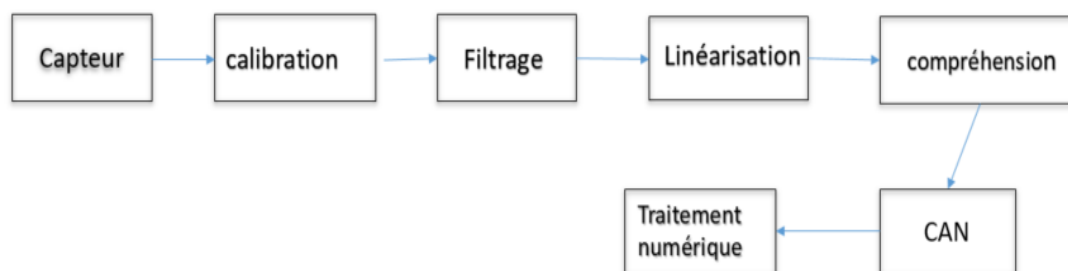 Capteur
calibration
Filtrage
Linéarisation
compréhension
CAN
Traitement
numérique